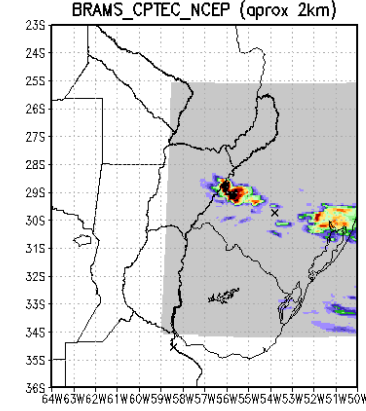 BRAMS_CPTEC_NCEP (aprox 2km)
23S
24S
25S
26S
27S
28S
29S
30S
31S
32S
33S
34S
35S
36S
64W63W62W61W60W59W58W57W56W55W54W53W52W51W50W